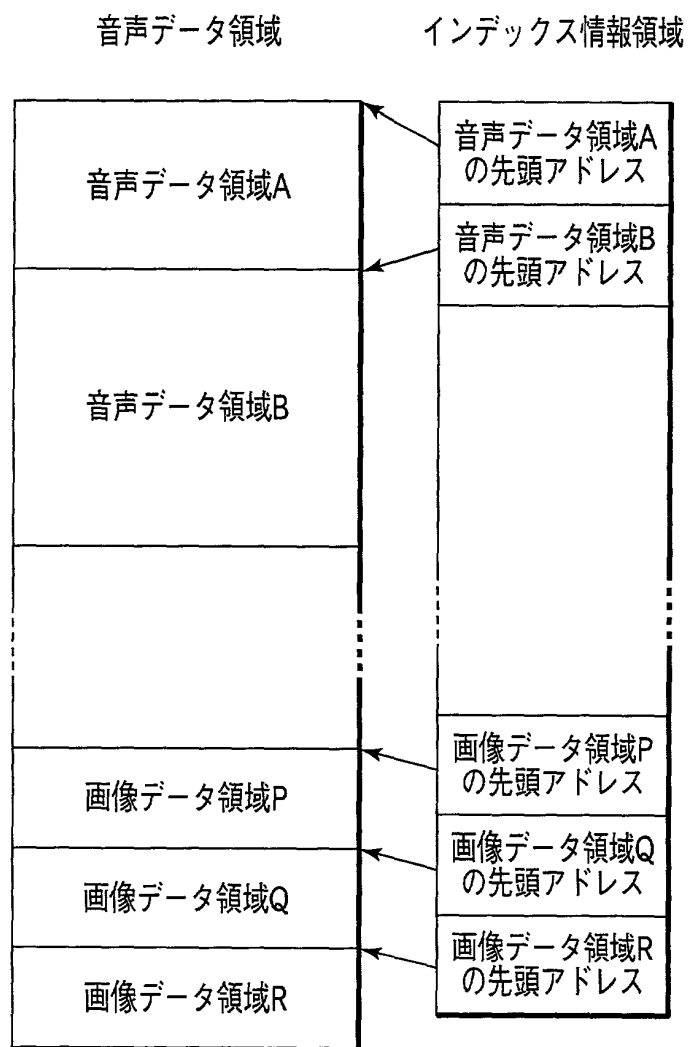 音声データ領域
インデックス情報領域
音声データ領域A
音声データ領域B
画像データ領域P
画像データ領域Q
画像データ領域R
音声データ領域A
の先頭アドレス
音声データ領域B
の先頭アドレス
画像データ領域P
の先頭アドレス
画像データ領域Q
の先頭アドレス
画像データ領域R
の先頭アドレス